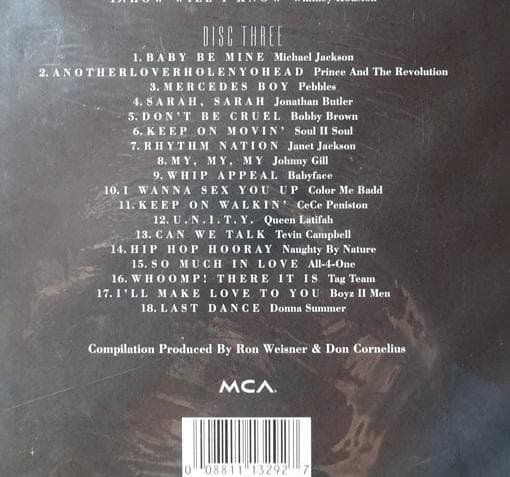 19. HOW WILL I KNOW Whitney Houston
DISC THREE
1. BABY BE MINE Michael Jackson
2. ANOTHERLOVERHOLENYOHEAD Prince And The Revolution
3. MERCEDES BOY Pebbles
4. SARAH, SARAH Jonathan Butler
5. DON'T BE CRUEL Bobby Brown
6. KEEP ON MOVIN' Soul II Soul
7. RHYTHM NATION Janet Jackson
8. MY, MY, MY Johnny Gill
9. WHIP APPEAL Babyface
10. I WANNA SEX YOU UP Color Me Badd
11. KEEP ON WALKIN' CeCe Peniston
12. U.N.I.T.Y. Queen Latifah
13. CAN WE TALK Tevin Campbell
14. HIP HOP HOORAY Naughty By Nature
15. SO MUCH IN LOVE All-4-One
16. WHOOMP! THERE IT IS Tag Team
17. I'LL MAKE LOVE TO YOU Boyz II Men
18. LAST DANCE Donna Summer
Compilation Produced By Ron Weisner & Don Cornelius
MCA.
0 08811 13292 7